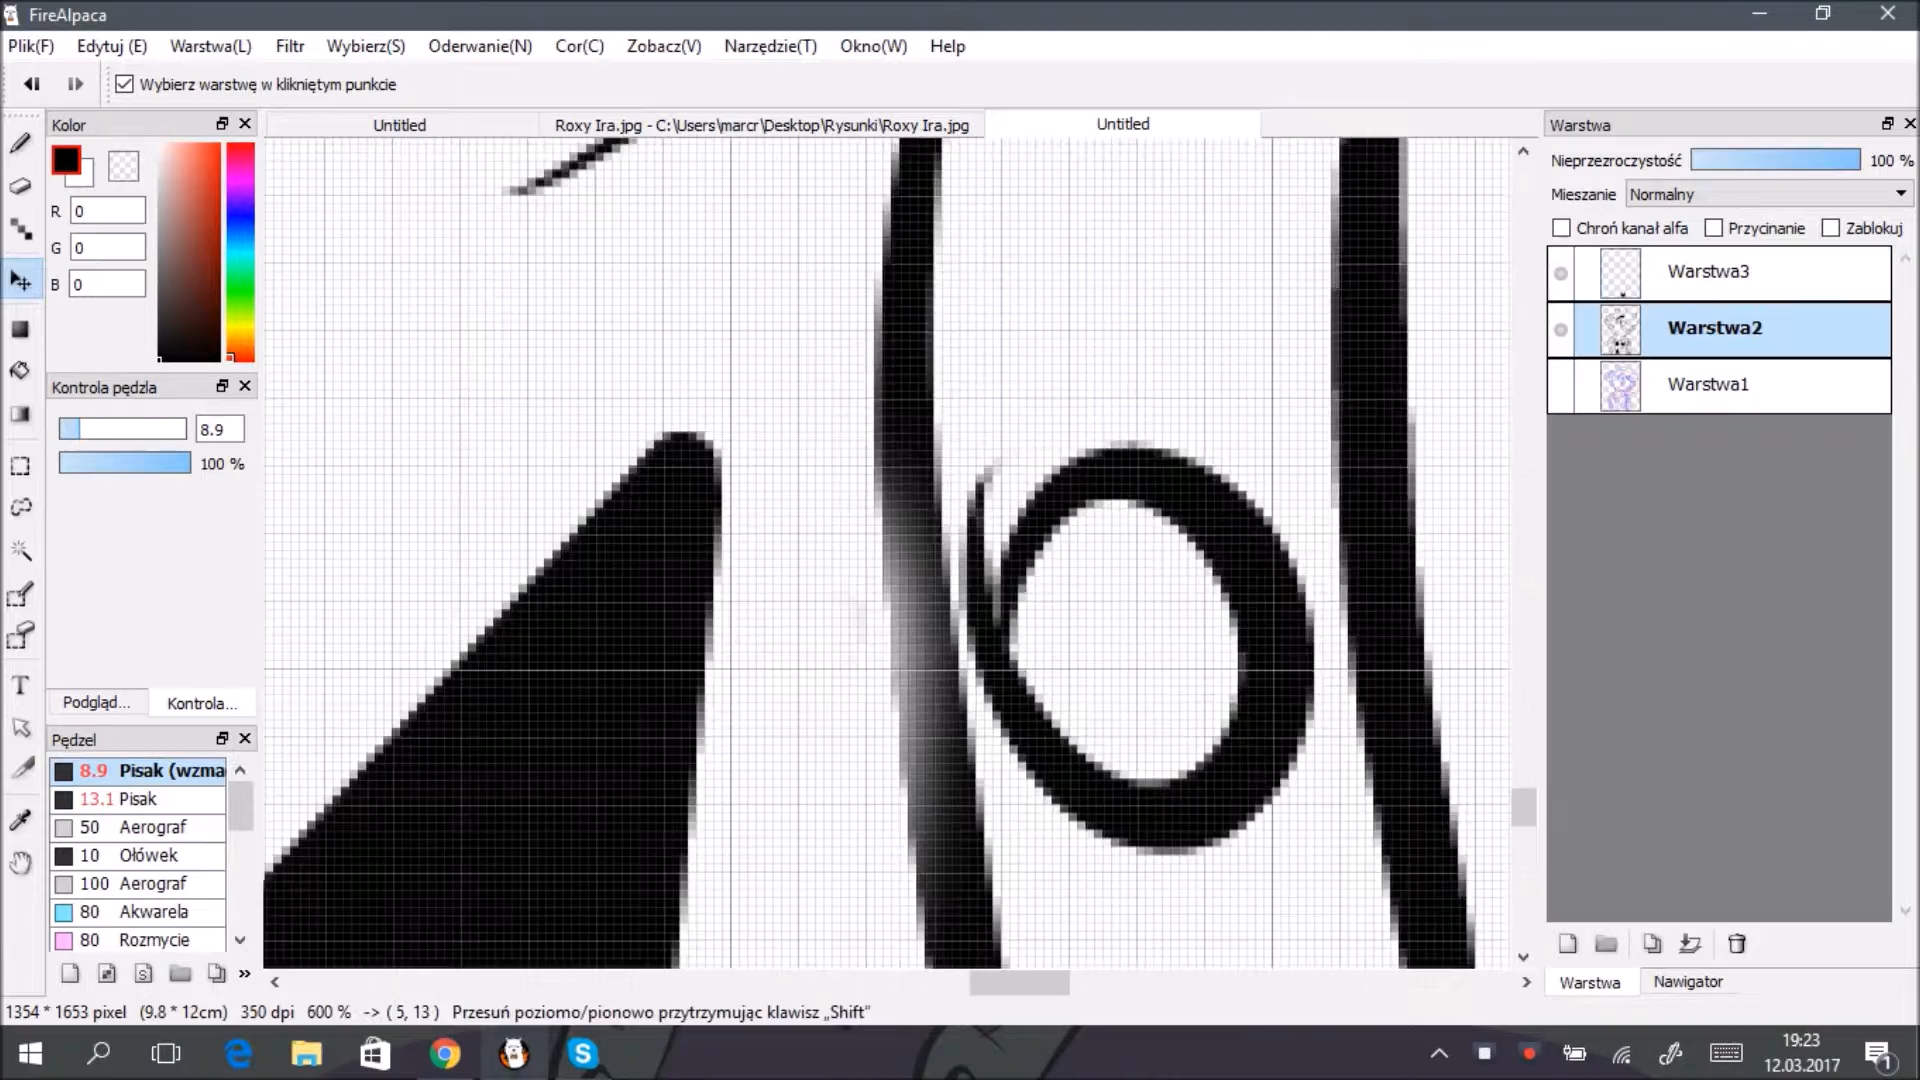 FireAlpaca
Plik(F) Edytuj (E) Warstwa(L) Filtr Wybierz(S) Oderwanie(N) Cor(C) Zobacz(V) Narzędzie(T) Okno(W) Help
Wybierz warstwę w klikniętym punkcie
Kolor
Untitled
Roxy Ira.jpg - C:\Users\marcr\Desktop\Rysunki\Roxy Ira.jpg
Untitled
Warstwa
R 0
G 0
B 0
Nieprzezroczystość 100 %
Mieszanie Normalny
Chroń kanał alfa Przycinanie Zablokuj
Warstwa3
Warstwa2
Warstwa1
Kontrola pędzla
8.9
100 %
Podgląd... Kontrola...
Pędzel
8.9 Pisak (wzma
13.1 Pisak
50 Aerograf
10 Ołówek
100 Aerograf
80 Akwarela
80 Rozmycie
Warstwa Nawigator
1354 * 1653 pixel (9.8 * 12cm) 350 dpi 600 % -> ( 5, 13 ) Przesuń poziomo/pionowo przytrzymując klawisz „Shift”
19:23
12.03.2017
1